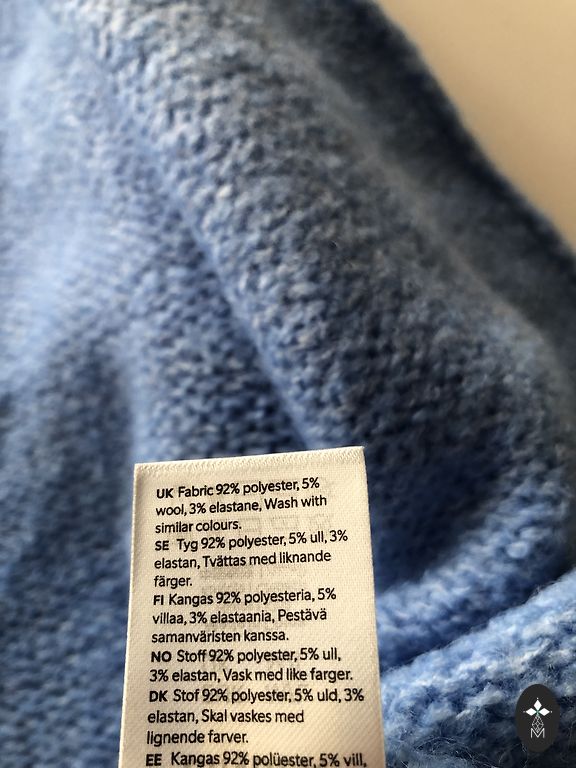 UK Fabric 92% polyester, 5%
wool, 3% elastane, Wash with
similar colours.
SE Tyg 92% polyester, 5% ull, 3%
elastan, Tvättas med liknande
färger.
FI Kangas 92% polyesteria, 5%
villaa, 3% elastaania, Pestävä
samanväristen kanssa.
NO Stoff 92% polyester, 5% ull,
3% elastan, Vask med like farger.
DK Stof 92% polyester, 5% uld, 3%
elastan, Skal vaskes med
lignende farver.
EE Kangas 92% polüester, 5% vill,